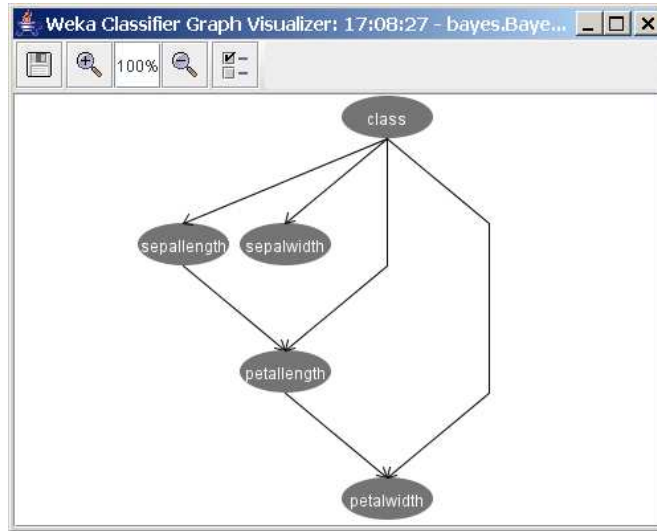 Weka Classifier Graph Visualizer: 17:08:27 - bayes.Baye...
100%
class
sepallength sepalwidth
petallength
petalwidth